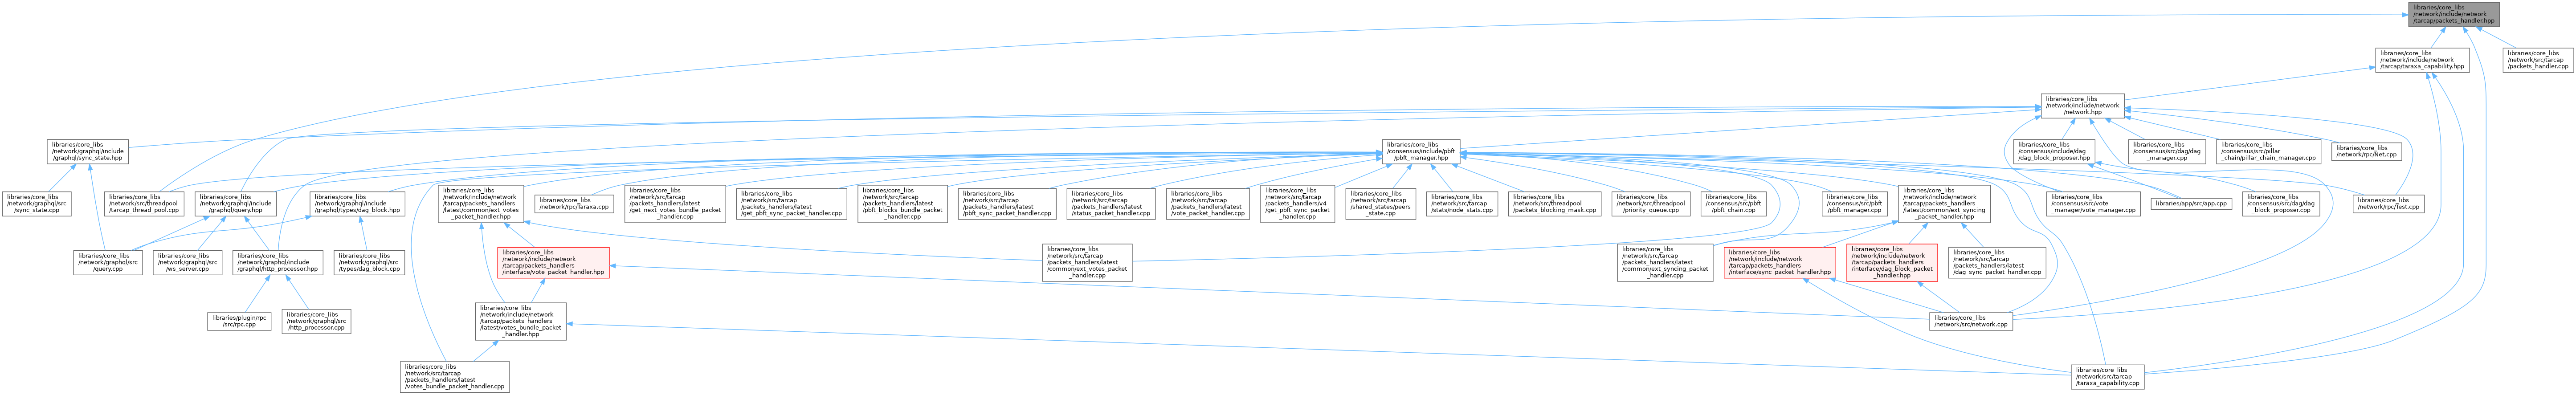 libraries/core_libs
/network/include/network
/tarcap/packets_handler.hpp
libraries/core_libs
/network/include/network
/tarcap/taraxa_capability.hpp
libraries/core_libs
/network/src/tarcap
/packets_handler.cpp
libraries/core_libs
/network/include/network
/network.hpp
libraries/core_libs
/network/graphql/include
/graphql/sync_state.hpp
libraries/core_libs
/consensus/include/pbft
/pbft_manager.hpp
libraries/core_libs
/consensus/include/dag
/dag_block_proposer.hpp
libraries/core_libs
/consensus/src/dag/dag
_manager.cpp
libraries/core_libs
/consensus/src/pillar
_chain/pillar_chain_manager.cpp
libraries/core_libs
/network/rpc/Net.cpp
libraries/core_libs
/network/graphql/src
/sync_state.cpp
libraries/core_libs
/network/src/threadpool
/tarcap_thread_pool.cpp
libraries/core_libs
/network/graphql/include
/graphql/query.hpp
libraries/core_libs
/network/graphql/include
/graphql/types/dag_block.hpp
libraries/core_libs
/network/include/network
/tarcap/packets_handlers
/latest/common/ext_votes
_packet_handler.hpp
libraries/core_libs
/network/rpc/Taraxa.cpp
libraries/core_libs
/network/src/tarcap
/packets_handlers/latest
/get_next_votes_bundle_packet
_handler.cpp
libraries/core_libs
/network/src/tarcap
/packets_handlers/latest
/get_pbft_sync_packet_handler.cpp
libraries/core_libs
/network/src/tarcap
/packets_handlers/latest
/pbft_blocks_bundle_packet
_handler.cpp
libraries/core_libs
/network/src/tarcap
/packets_handlers/latest
/pbft_sync_packet_handler.cpp
libraries/core_libs
/network/src/tarcap
/packets_handlers/latest
/status_packet_handler.cpp
libraries/core_libs
/network/src/tarcap
/packets_handlers/latest
/vote_packet_handler.cpp
libraries/core_libs
/network/src/tarcap
/packets_handlers/v4
/get_pbft_sync_packet
_handler.cpp
libraries/core_libs
/network/src/tarcap
/shared_states/peers
_state.cpp
libraries/core_libs
/network/src/tarcap
/stats/node_stats.cpp
libraries/core_libs
/network/src/threadpool
/packets_blocking_mask.cpp
libraries/core_libs
/network/src/threadpool
/priority_queue.cpp
libraries/core_libs
/consensus/src/pbft
/pbft_chain.cpp
libraries/core_libs
/consensus/src/pbft
/pbft_manager.cpp
libraries/core_libs
/network/include/network
/tarcap/packets_handlers
/latest/common/ext_syncing
_packet_handler.hpp
libraries/core_libs
/consensus/src/vote
_manager/vote_manager.cpp
libraries/app/src/app.cpp
libraries/core_libs
/consensus/src/dag/dag
_block_proposer.cpp
libraries/core_libs
/network/rpc/Test.cpp
libraries/core_libs
/network/graphql/src
/query.cpp
libraries/core_libs
/network/graphql/src
/ws_server.cpp
libraries/core_libs
/network/graphql/include
/graphql/http_processor.hpp
libraries/core_libs
/network/graphql/src
/types/dag_block.cpp
libraries/core_libs
/network/include/network
/tarcap/packets_handlers
/interface/vote_packet_handler.hpp
libraries/core_libs
/network/src/tarcap
/packets_handlers/latest
/common/ext_votes_packet
_handler.cpp
libraries/core_libs
/network/src/tarcap
/packets_handlers/latest
/common/ext_syncing_packet
_handler.cpp
libraries/core_libs
/network/include/network
/tarcap/packets_handlers
/interface/sync_packet_handler.hpp
libraries/core_libs
/network/include/network
/tarcap/packets_handlers
/interface/dag_block_packet
_handler.hpp
libraries/core_libs
/network/src/tarcap
/packets_handlers/latest
/dag_sync_packet_handler.cpp
libraries/plugin/rpc
/src/rpc.cpp
libraries/core_libs
/network/graphql/src
/http_processor.cpp
libraries/core_libs
/network/include/network
/tarcap/packets_handlers
/latest/votes_bundle_packet
_handler.hpp
libraries/core_libs
/network/src/network.cpp
libraries/core_libs
/network/src/tarcap
/packets_handlers/latest
/votes_bundle_packet_handler.cpp
libraries/core_libs
/network/src/tarcap
/taraxa_capability.cpp